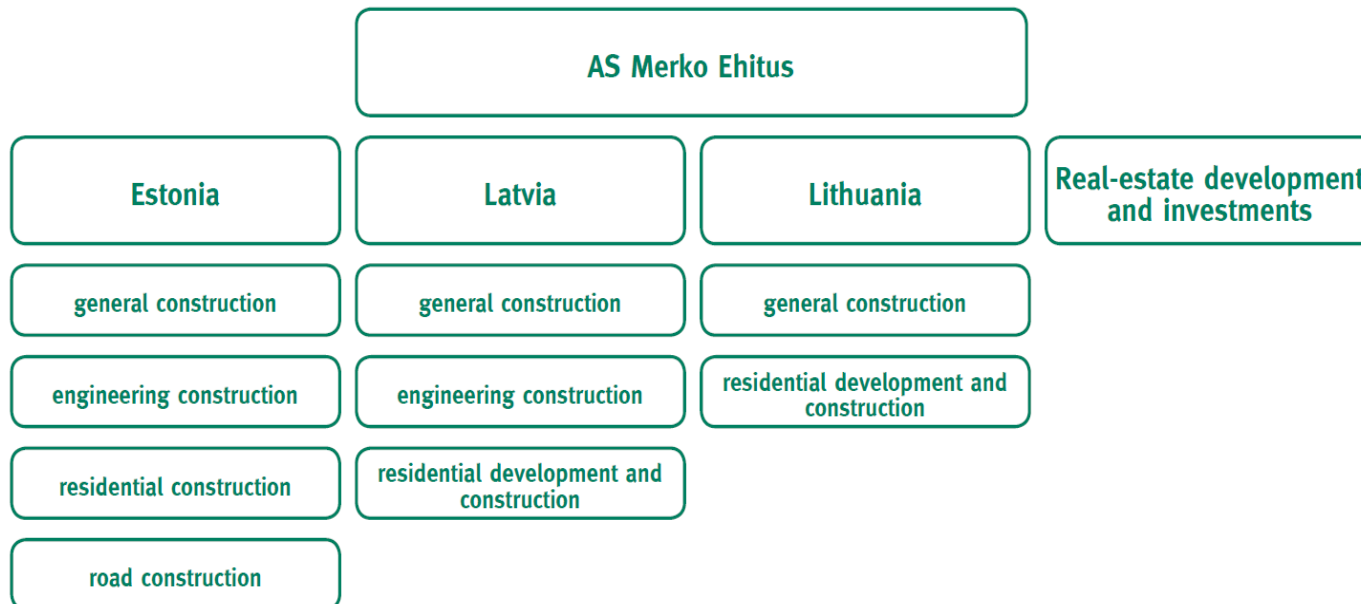 AS Merko Ehitus
Estonia
Latvia
Lithuania
Real-estate development
and investments
general construction
general construction
general construction
engineering construction
engineering construction
residential development and
construction
residential construction
residential development and
construction
road construction